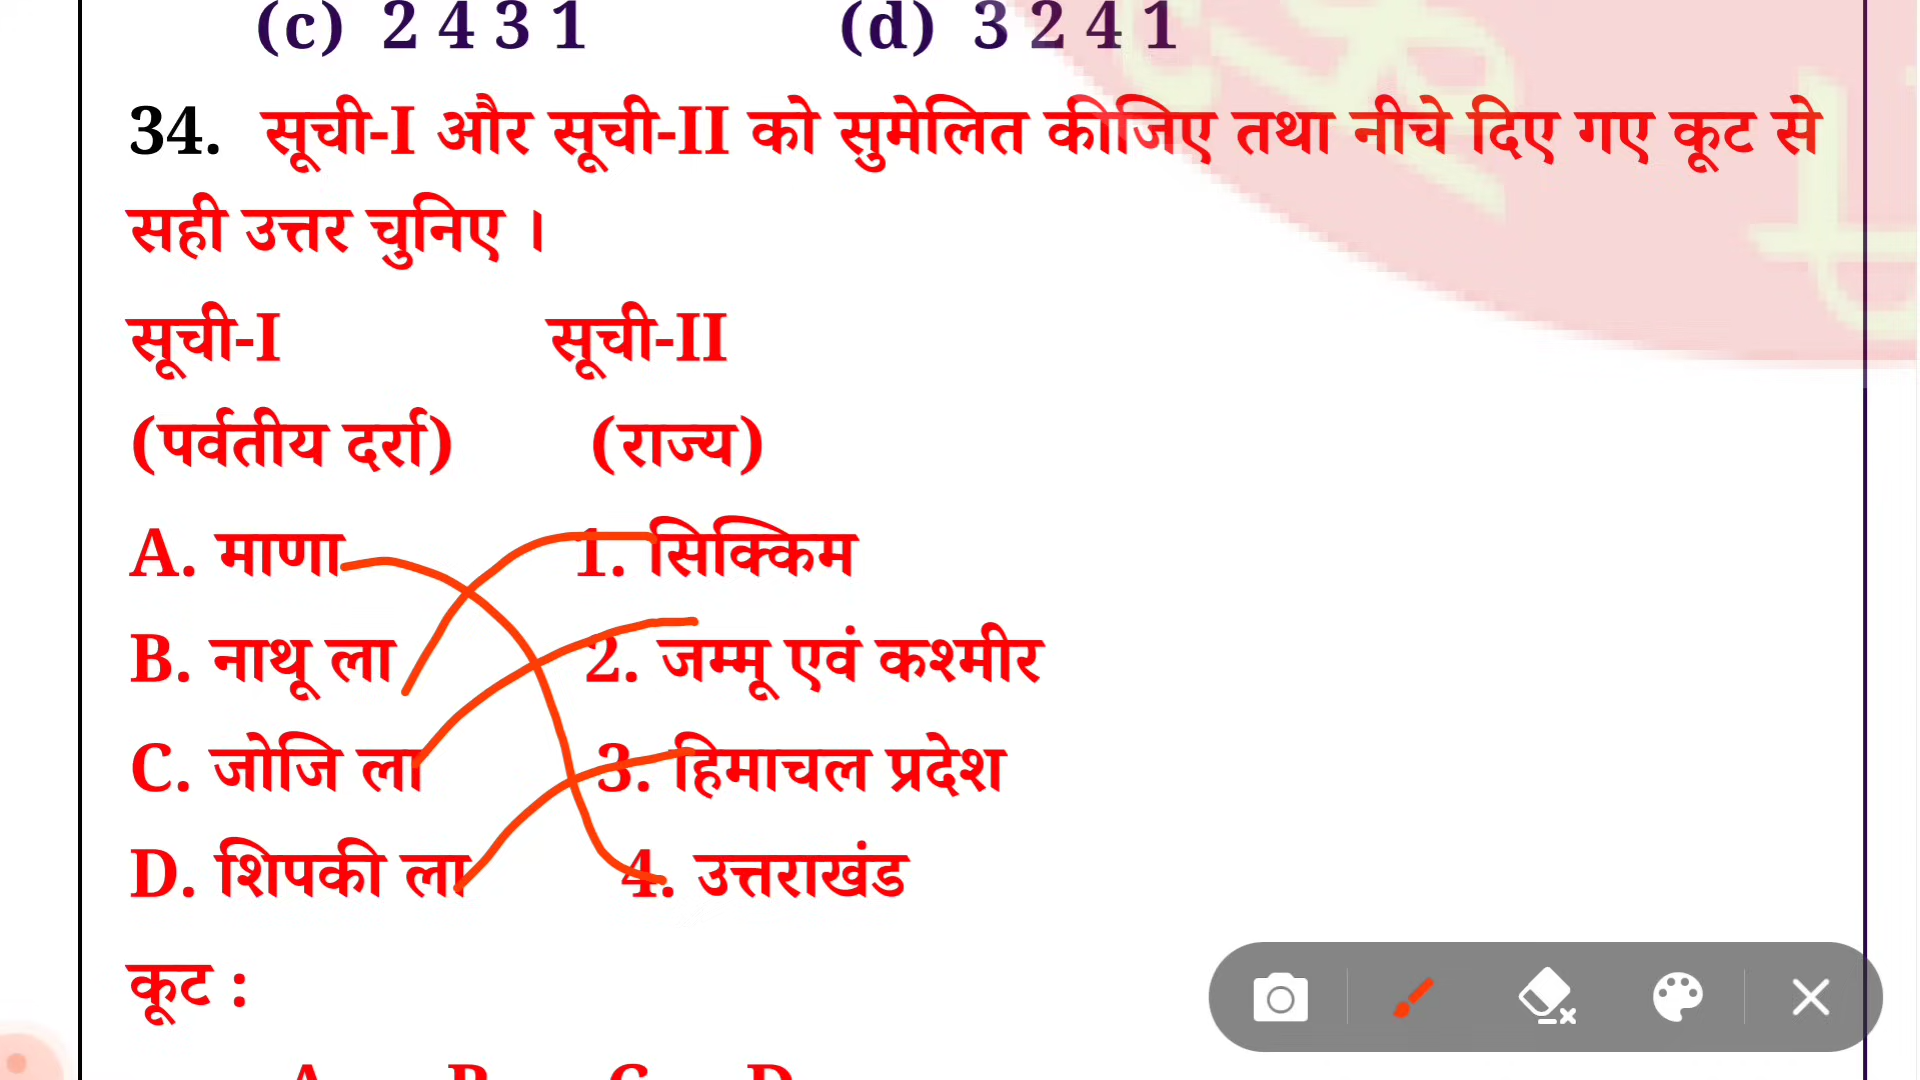 (c) 2 4 3 1 (d) 3 2 4 1
34. सूची-I और सूची-II को सुमेलित कीजिए तथा नीचे दिए गए कूट से
सही उत्तर चुनिए ।
सूची-I सूची-II
(पर्वतीय दर्रा) (राज्य)
A. माणा 1. सिक्किम
B. नाथू ला 2. जम्मू एवं कश्मीर
C. जोजि ला 3. हिमाचल प्रदेश
D. शिपकी ला 4. उत्तराखंड
कूट :
A B C D